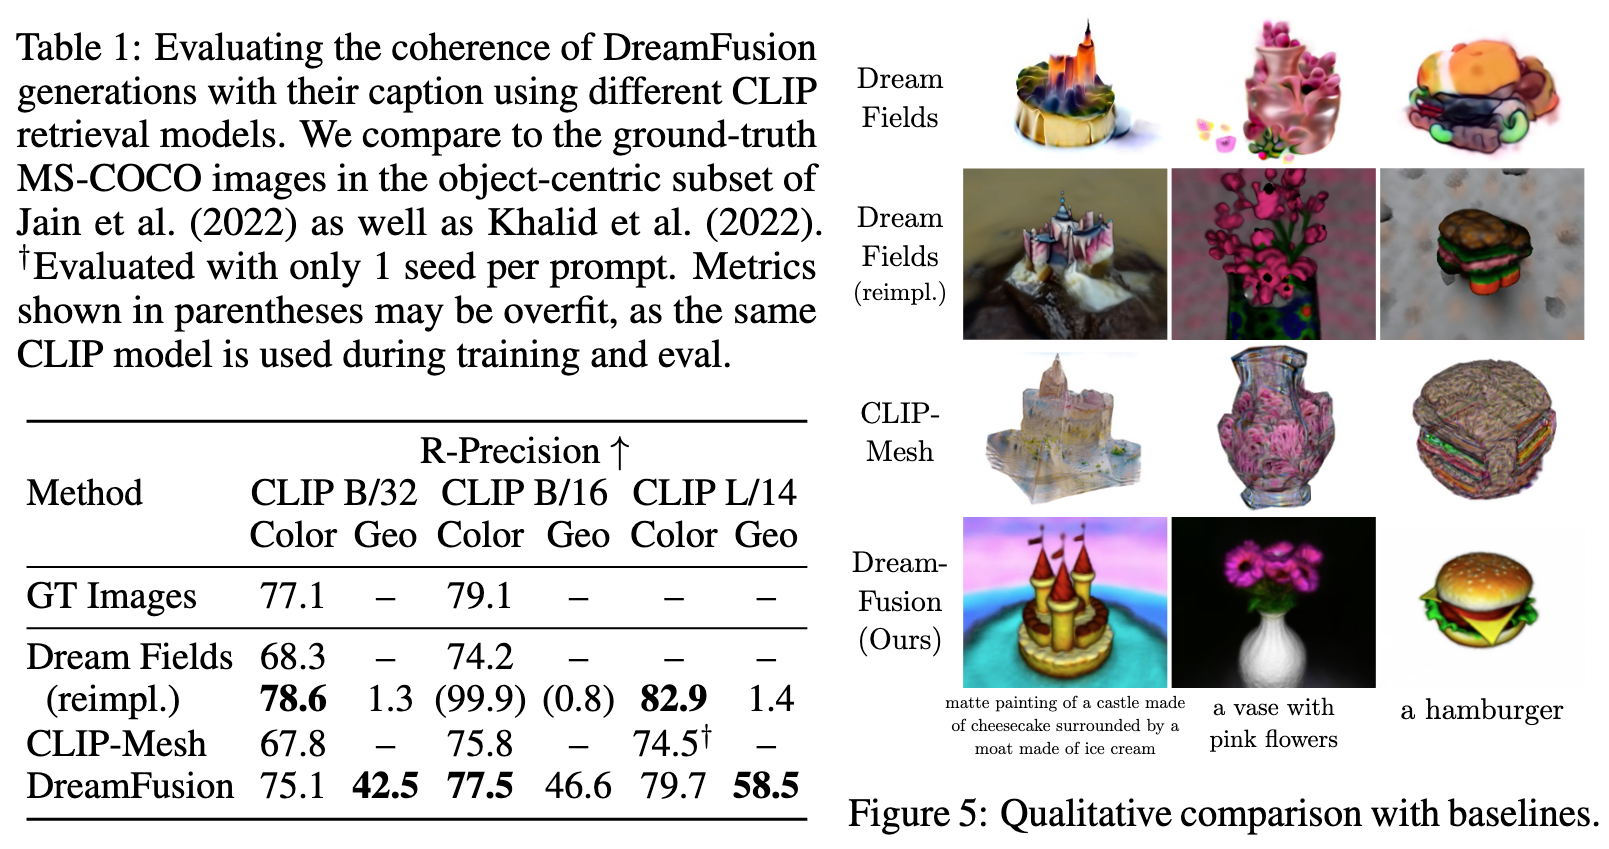 Table 1: Evaluating the coherence of DreamFusion
generations with their caption using different CLIP
retrieval models. We compare to the ground-truth
MS-COCO images in the object-centric subset of
Jain et al. (2022) as well as Khalid et al. (2022).
†Evaluated with only 1 seed per prompt. Metrics
shown in parentheses may be overfit, as the same
CLIP model is used during training and eval.
R-Precision ↑
Method CLIP B/32 CLIP B/16 CLIP L/14
Color Geo Color Geo Color Geo
GT Images 77.1 – 79.1 – – –
Dream Fields 68.3 – 74.2 – – –
(reimpl.) 78.6 1.3 (99.9) (0.8) 82.9 1.4
CLIP-Mesh 67.8 – 75.8 – 74.5† –
DreamFusion 75.1 42.5 77.5 46.6 79.7 58.5
Dream
Fields
Dream
Fields
(reimpl.)
CLIP-
Mesh
Dream-
Fusion
(Ours)
matte painting of a castle made
of cheesecake surrounded by a
moat made of ice cream
a vase with
pink flowers
a hamburger
Figure 5: Qualitative comparison with baselines.